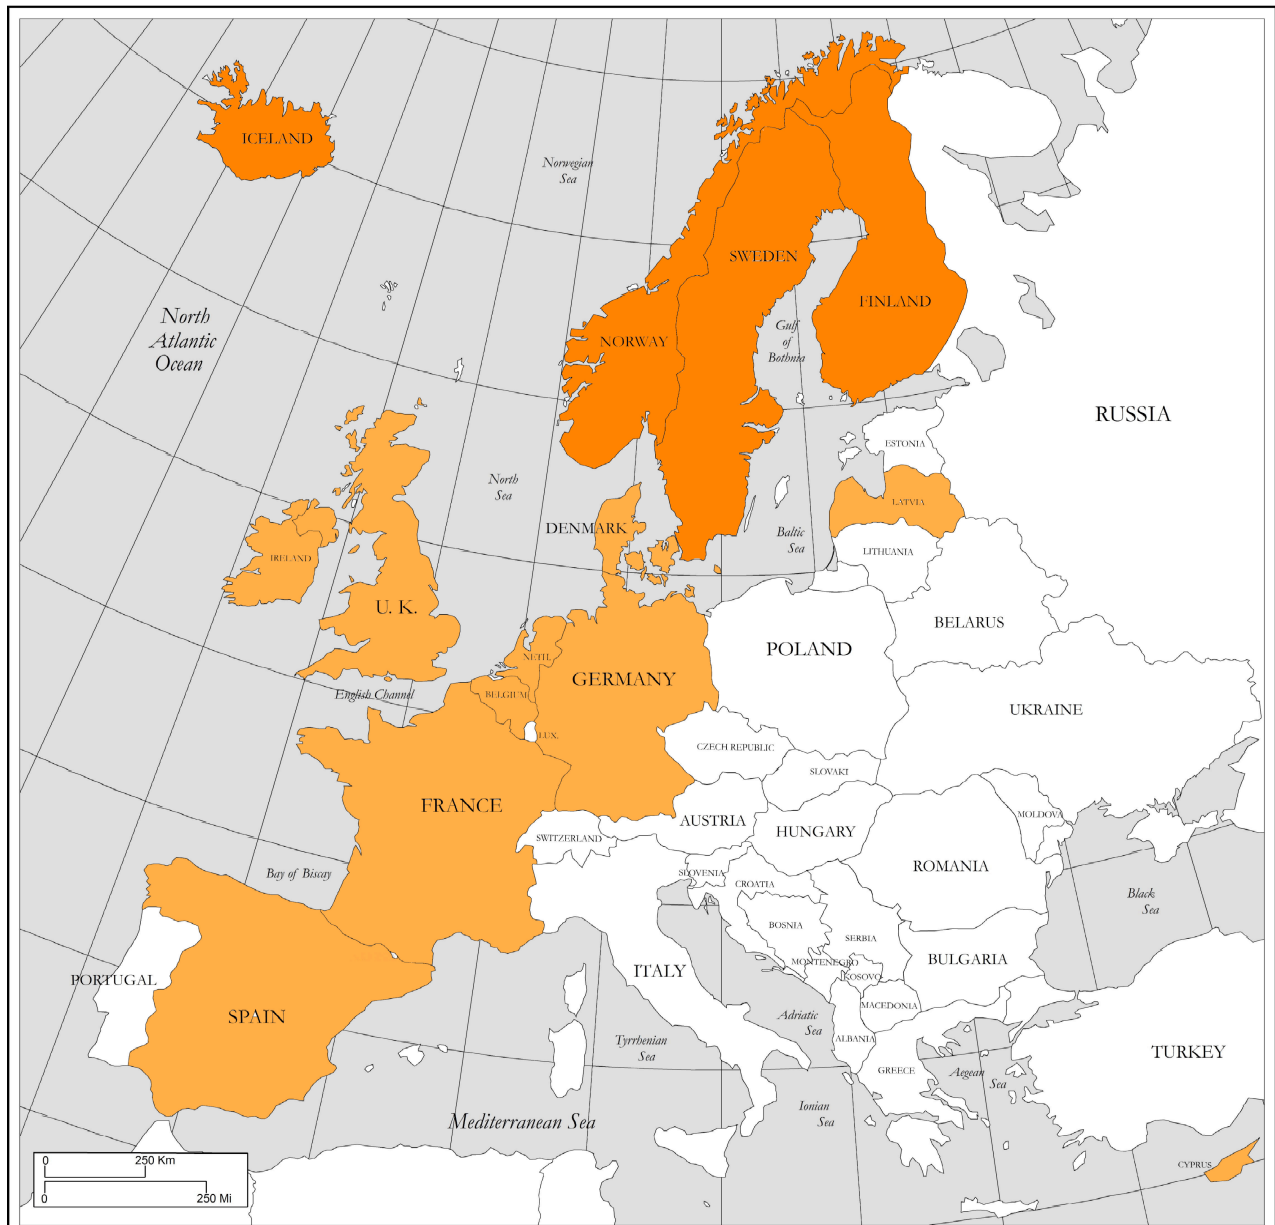 ICELAND
Norwegian
Sea
SWEDEN
FINLAND
North
Atlantic
Ocean
NORWAY
Gulf
of
Bothnia
RUSSIA
ESTONIA
North
Sea
LATVIA
DENMARK
Baltic
Sea
LITHUANIA
IRELAND
U. K.
BELARUS
POLAND
NETH.
GERMANY
English Channel
BELGIUM
UKRAINE
LUX.
CZECH REPUBLIC
SLOVAKI
FRANCE
MOLDOVA
AUSTRIA
HUNGARY
SWITZERLAND
ROMANIA
Bay of Biscay
SLOVENIA
CROATIA
Black
Sea
BOSNIA
SERBIA
BULGARIA
MONTENEGRO
KOSOVO
ITALY
PORTUGAL
MACEDONIA
SPAIN
Adriatic
Sea
ALBANIA
Tyrrhenian
Sea
TURKEY
GREECE
Aegean
Sea
Ionian
Sea
Mediterranean Sea
CYPRUS
0 250 Km
0 250 Mi